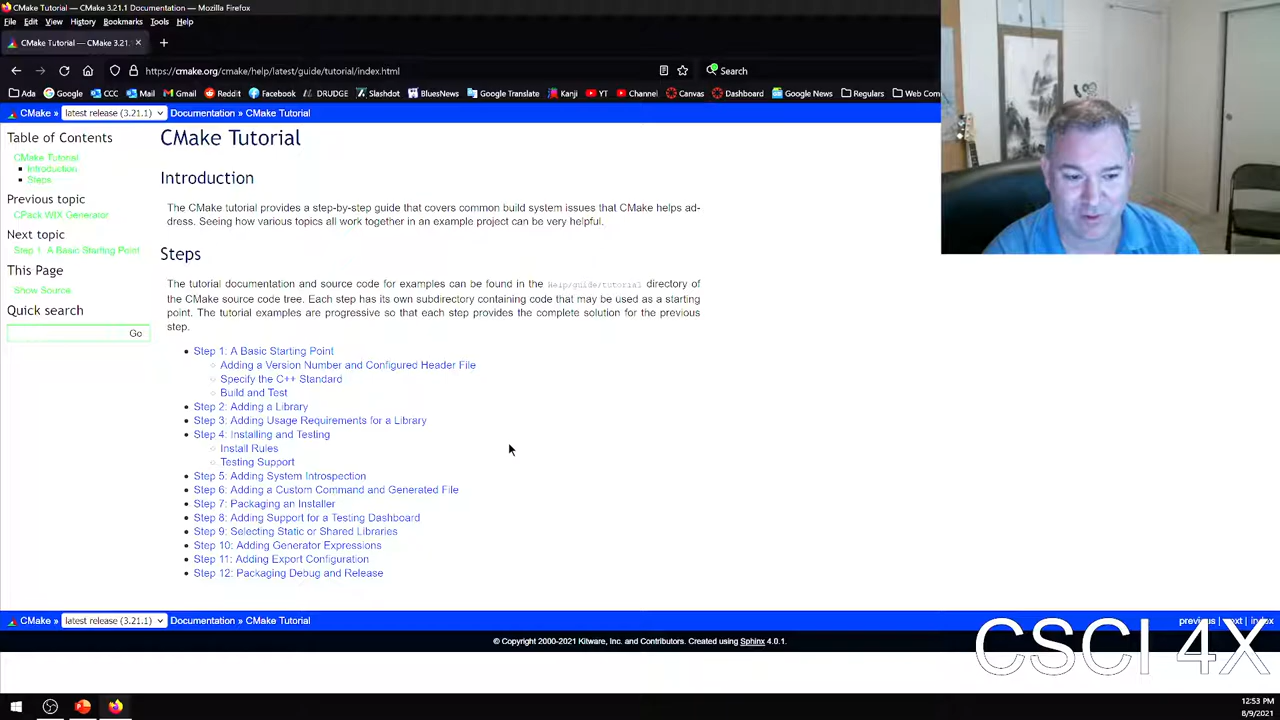 CMake Tutorial — CMake 3.21.1 Documentation — Mozilla Firefox
File Edit View History Bookmarks Tools Help
CMake Tutorial — CMake 3.21.
https://cmake.org/cmake/help/latest/guide/tutorial/index.html
Search
Ada Google CCC Mail Gmail Reddit Facebook DRUDGE Slashdot BluesNews Google Translate Kanji YT Channel Canvas Dashboard Google News Regulars Web Com
CMake » latest release (3.21.1) Documentation » CMake Tutorial
Table of Contents
CMake Tutorial
Introduction
Steps
Previous topic
CPack WIX Generator
Next topic
Step 1: A Basic Starting Point
This Page
Show Source
Quick search
Go
CMake Tutorial
Introduction
The CMake tutorial provides a step-by-step guide that covers common build system issues that CMake helps ad-
dress. Seeing how various topics all work together in an example project can be very helpful.
Steps
The tutorial documentation and source code for examples can be found in the Help/guide/tutorial directory of
the CMake source code tree. Each step has its own subdirectory containing code that may be used as a starting
point. The tutorial examples are progressive so that each step provides the complete solution for the previous
step.
Step 1: A Basic Starting Point
Adding a Version Number and Configured Header File
Specify the C++ Standard
Build and Test
Step 2: Adding a Library
Step 3: Adding Usage Requirements for a Library
Step 4: Installing and Testing
Install Rules
Testing Support
Step 5: Adding System Introspection
Step 6: Adding a Custom Command and Generated File
Step 7: Packaging an Installer
Step 8: Adding Support for a Testing Dashboard
Step 9: Selecting Static or Shared Libraries
Step 10: Adding Generator Expressions
Step 11: Adding Export Configuration
Step 12: Packaging Debug and Release
CMake » latest release (3.21.1) Documentation » CMake Tutorial
previous | next | index
© Copyright 2000-2021 Kitware, Inc. and Contributors. Created using Sphinx 4.0.1.
CSCI 4X
12:53 PM
8/9/2021